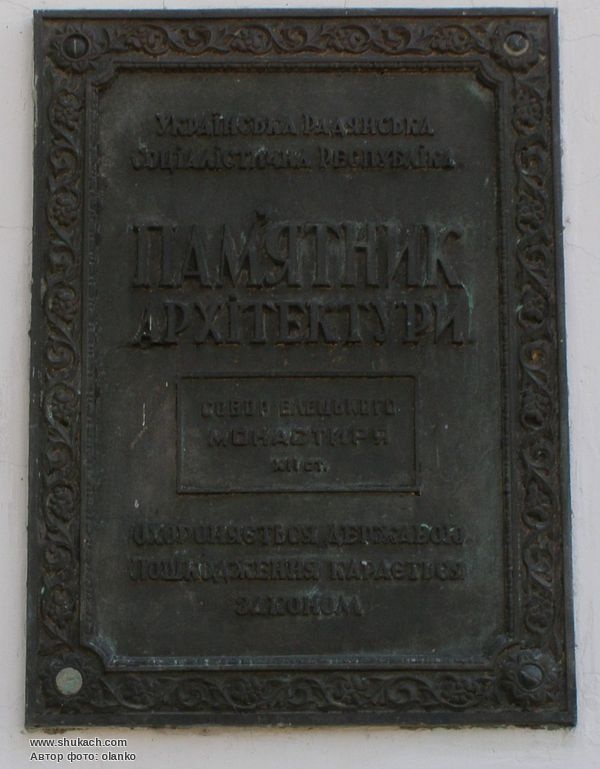 Українська Радянська
Соціалістична Республіка
ПАМ'ЯТНИК
АРХІТЕКТУРИ
СОБОР ЕЛЕЦЬКОГО
МОНАСТИРЯ
XII СТ.
ОХОРОНЯЄТЬСЯ ДЕРЖАВОЮ
ПОШКОДЖЕННЯ КАРАЄТЬСЯ
ЗАКОНОМ
www.shukach.com
Автор фото: olanko